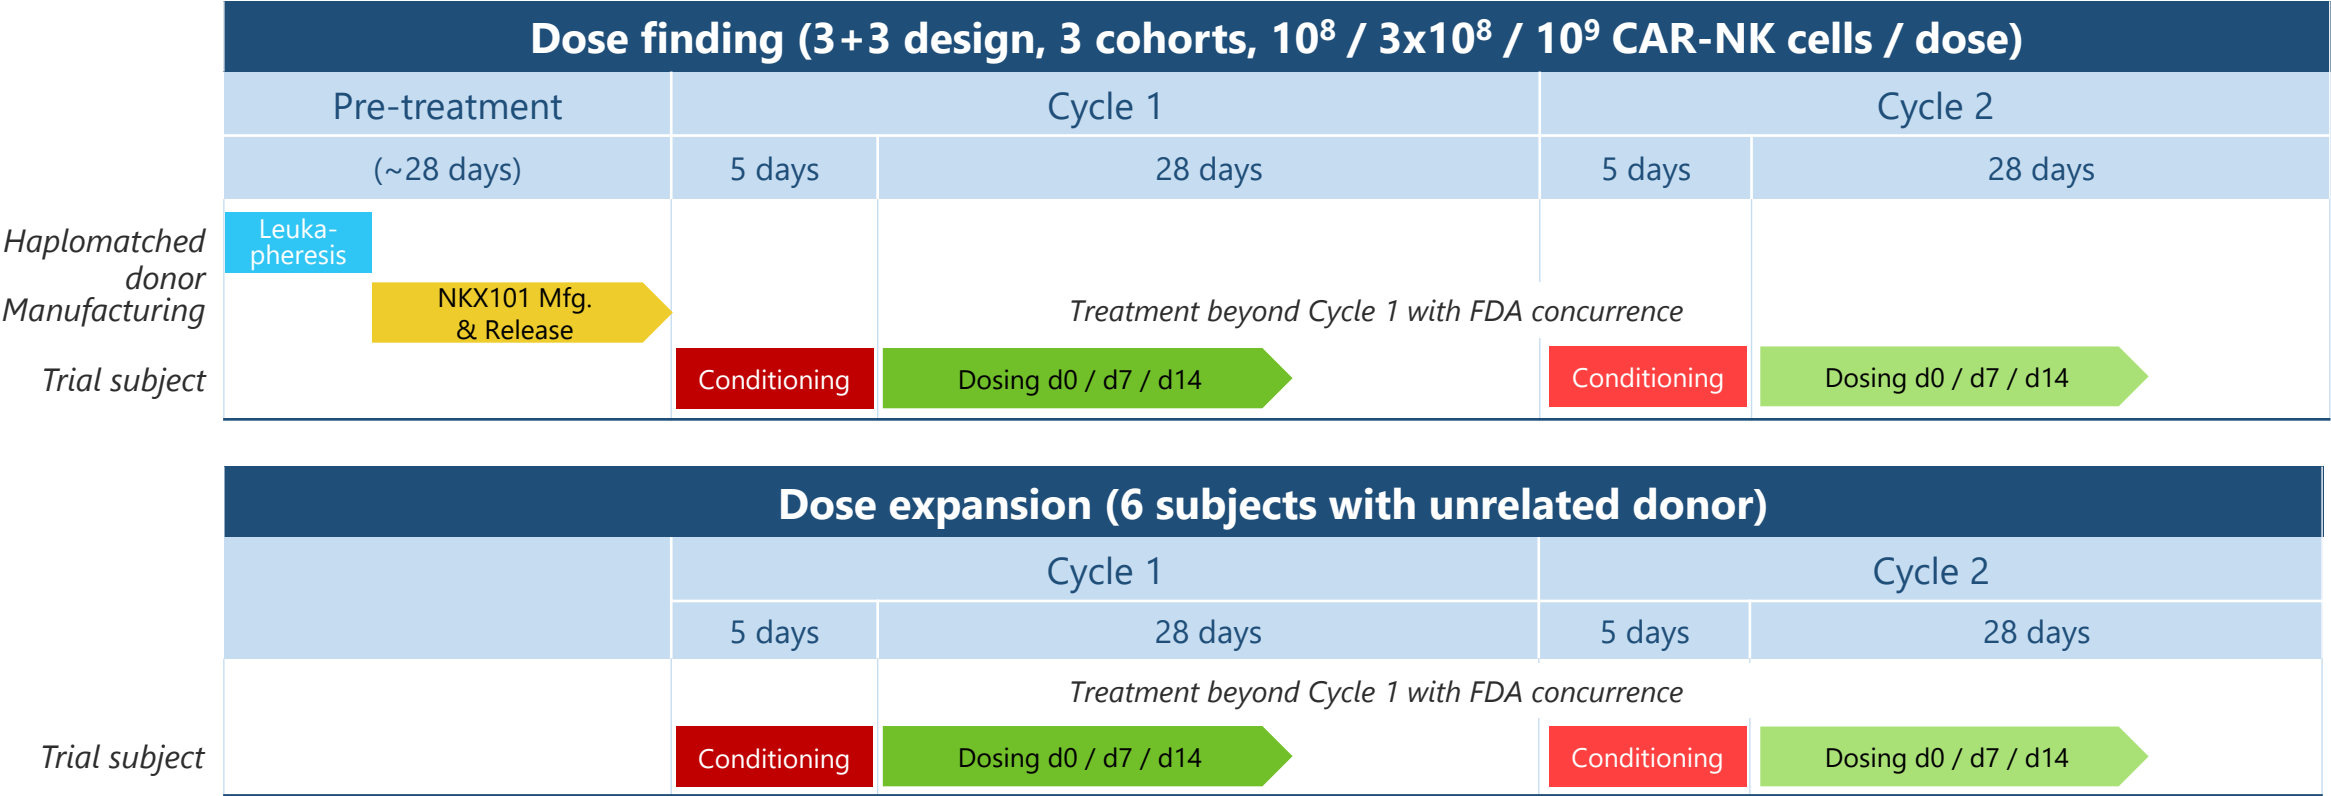 Dose finding (3+3 design, 3 cohorts, 10⁸ / 3x10⁸ / 10⁹ CAR-NK cells / dose)
Pre-treatment
Cycle 1
Cycle 2
(~28 days)
5 days
28 days
5 days
28 days
Haplomatched
donor
Leuka-
pheresis
Manufacturing
NKX101 Mfg.
& Release
Treatment beyond Cycle 1 with FDA concurrence
Trial subject
Conditioning
Dosing d0 / d7 / d14
Conditioning
Dosing d0 / d7 / d14
Dose expansion (6 subjects with unrelated donor)
Cycle 1
Cycle 2
5 days
28 days
5 days
28 days
Treatment beyond Cycle 1 with FDA concurrence
Trial subject
Conditioning
Dosing d0 / d7 / d14
Conditioning
Dosing d0 / d7 / d14